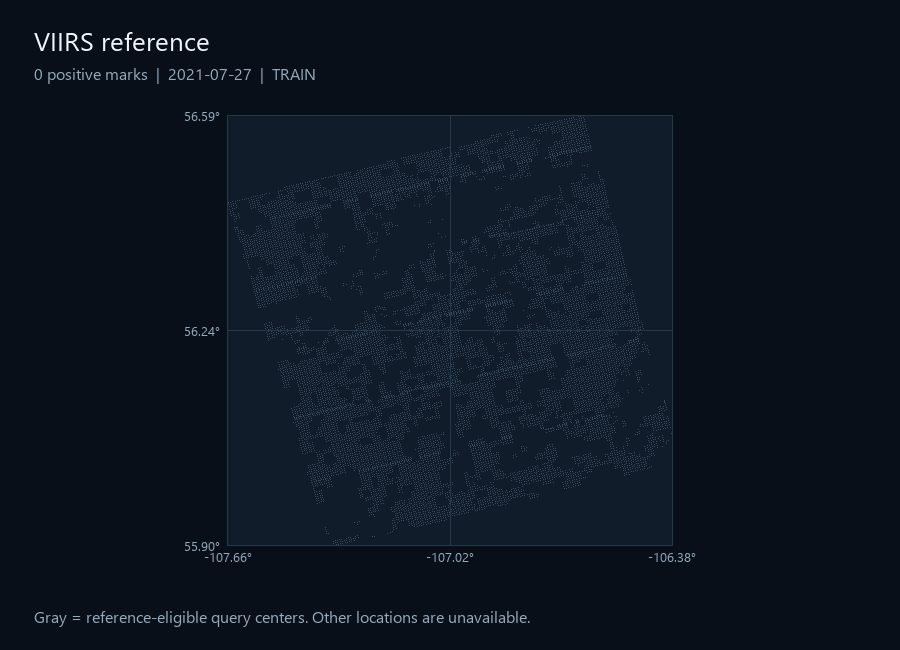 VIIRS reference
0 positive marks | 2021-07-27 | TRAIN
56.59°
56.24°
55.90°
-107.66°
-107.02°
-106.38°
Gray = reference-eligible query centers. Other locations are unavailable.